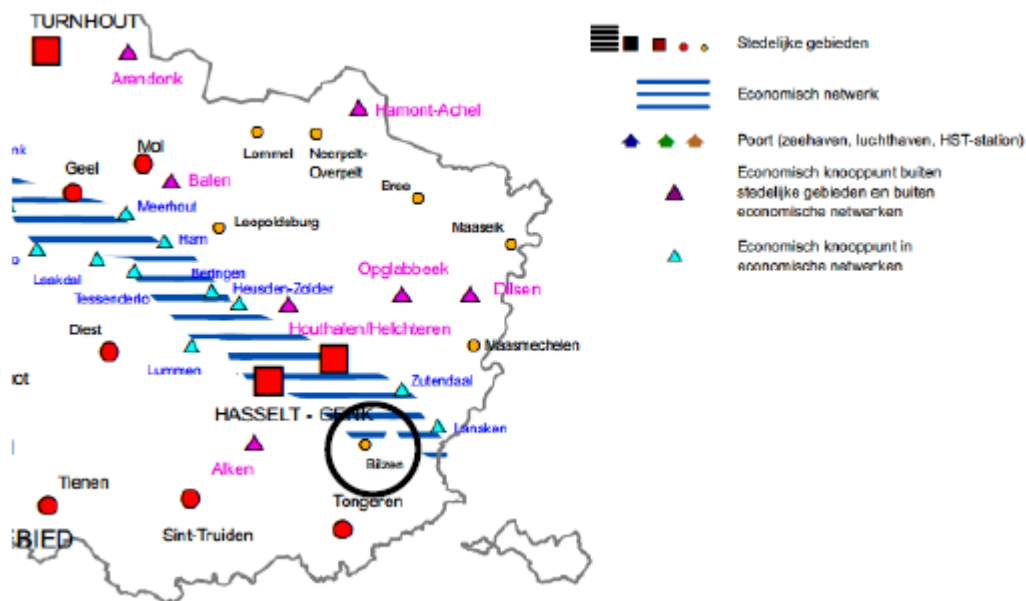 TURNHOUT
Arendonk
Hamont-Achel
Mol
Lommel
Neerpelt-
Overpelt
Geel
Balen
Bree
Meerhout
Leopoldsburg
Maaseik
Ham
Laakdal
Beringen
Opglabbeek
Tessenderlo
Heusden-Zolder
Dilsen
Diest
Houthalen/Helchteren
Maasmechelen
Lummen
Zutendaal
HASSELT - GENK
Lanaken
Alken
Bilzen
Tienen
Tongeren
Sint-Truiden
Stedelijke gebieden
Economisch netwerk
Poort (zeehaven, luchthaven, HST-station)
Economisch knooppunt buiten
stedelijke gebieden en buiten
economische netwerken
Economisch knooppunt in
economische netwerken